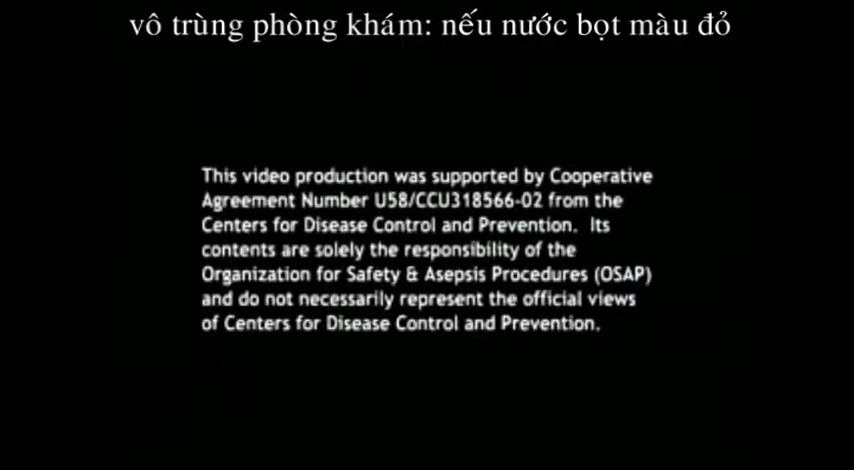 vô trùng phòng khám: nếu nước bọt màu đỏ
This video production was supported by Cooperative
Agreement Number U58/CCU318566-02 from the
Centers for Disease Control and Prevention. Its
contents are solely the responsibility of the
Organization for Safety & Asepsis Procedures (OSAP)
and do not necessarily represent the official views
of Centers for Disease Control and Prevention.